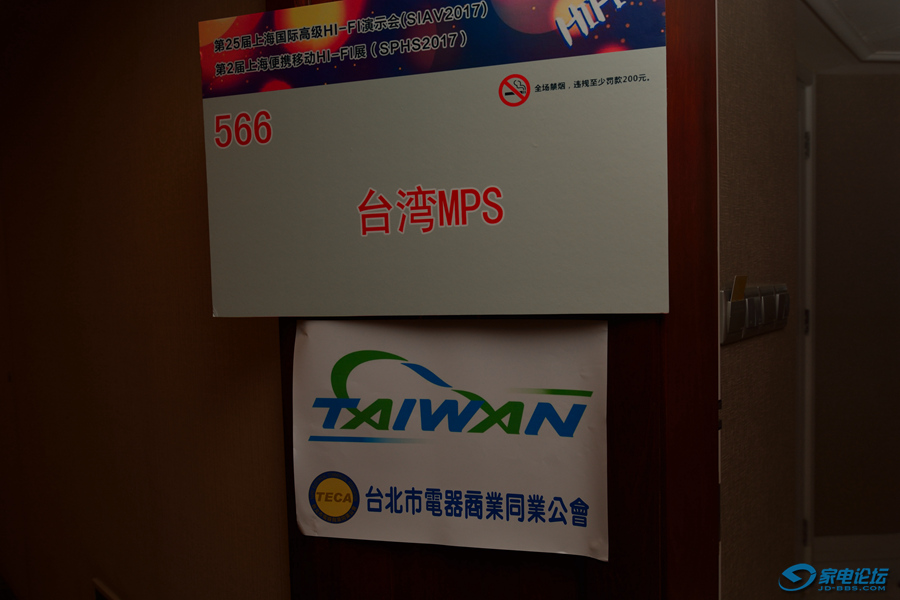 第25届上海国际高级HI-FI演示会(SIAV2017)
第2届上海便携移动HI-FI展（SPHS2017）
HIFI
全场禁烟，违规至少罚款200元。
566
台湾MPS
TAIWAN
TECA
台北市電器商業同業公會
家电论坛
JD-BBS.COM